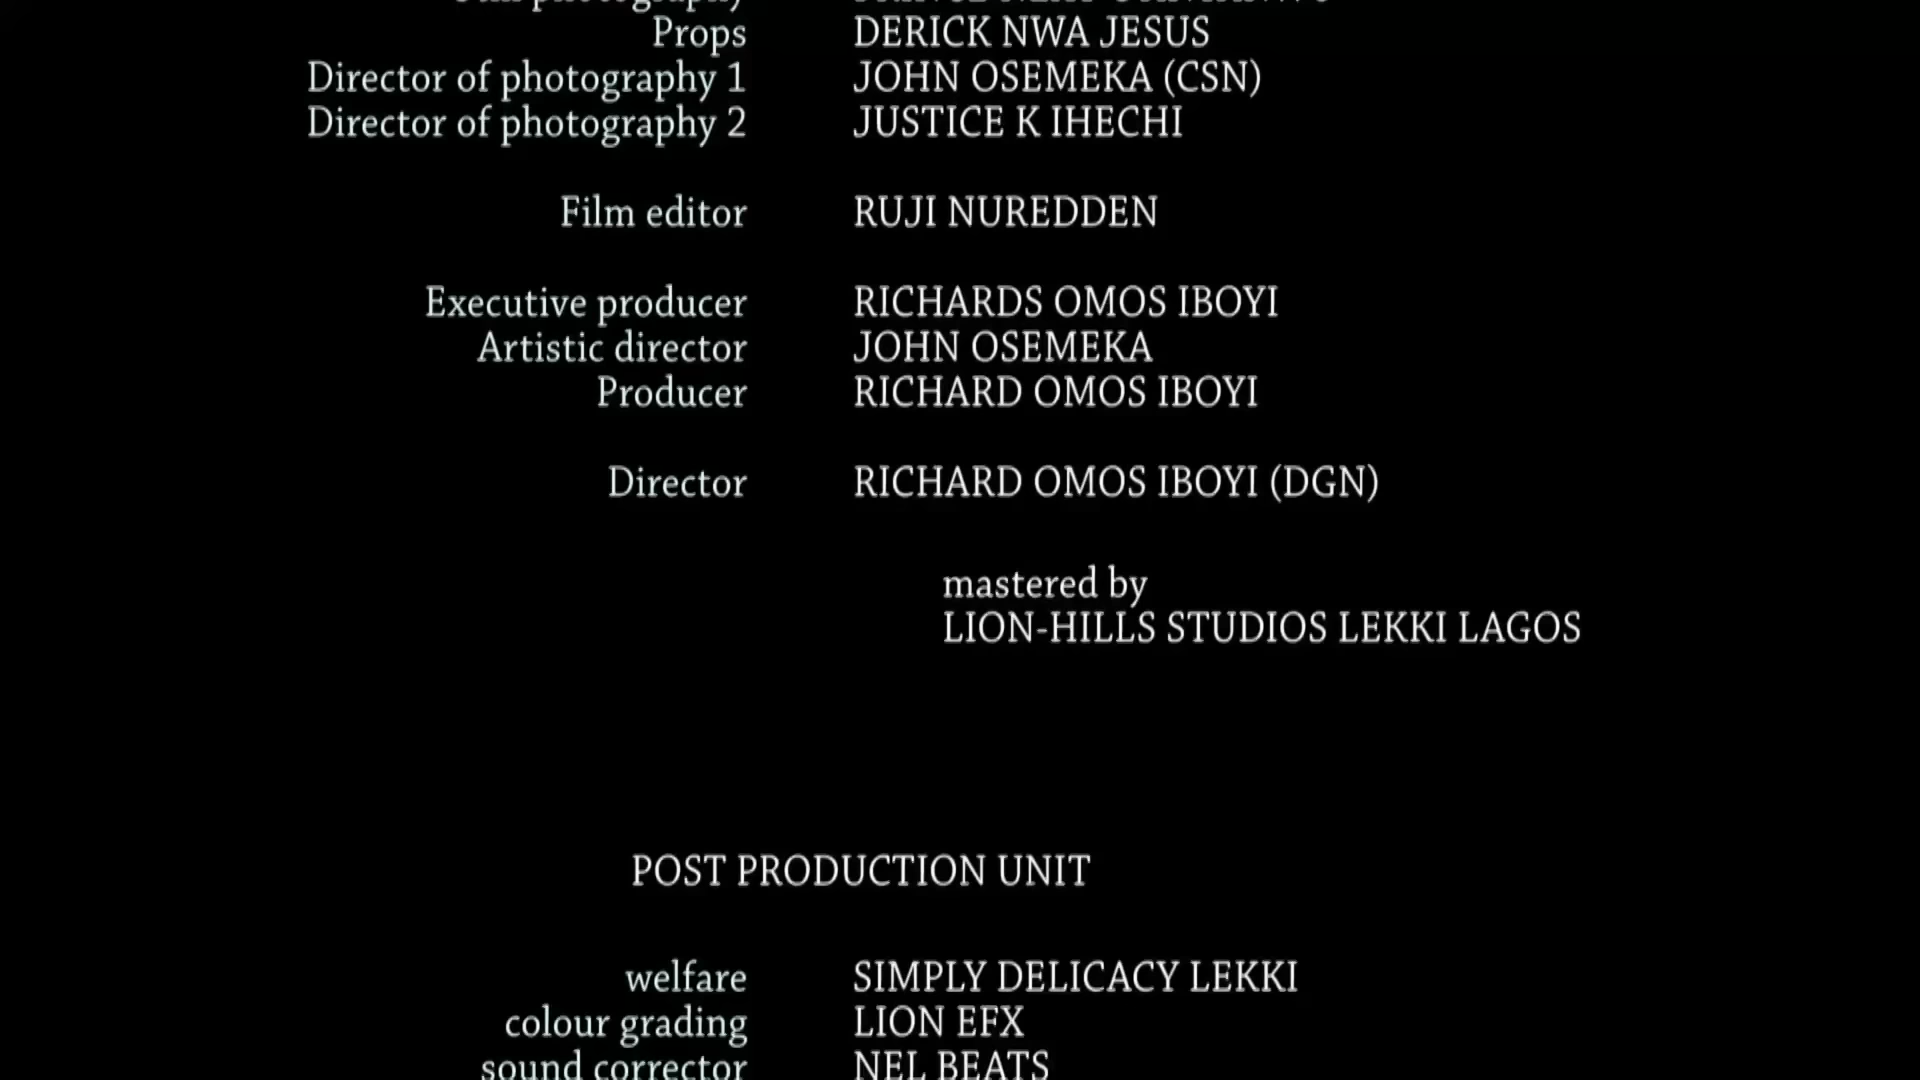 Props DERICK NWA JESUS
Director of photography 1 JOHN OSEMEKA (CSN)
Director of photography 2 JUSTICE K IHECHI
Film editor RUJI NUREDDEN
Executive producer RICHARDS OMOS IBOYI
Artistic director JOHN OSEMEKA
Producer RICHARD OMOS IBOYI
Director RICHARD OMOS IBOYI (DGN)
mastered by
LION-HILLS STUDIOS LEKKI LAGOS
POST PRODUCTION UNIT
welfare SIMPLY DELICACY LEKKI
colour grading LION EFX
sound corrector NEL BEATS